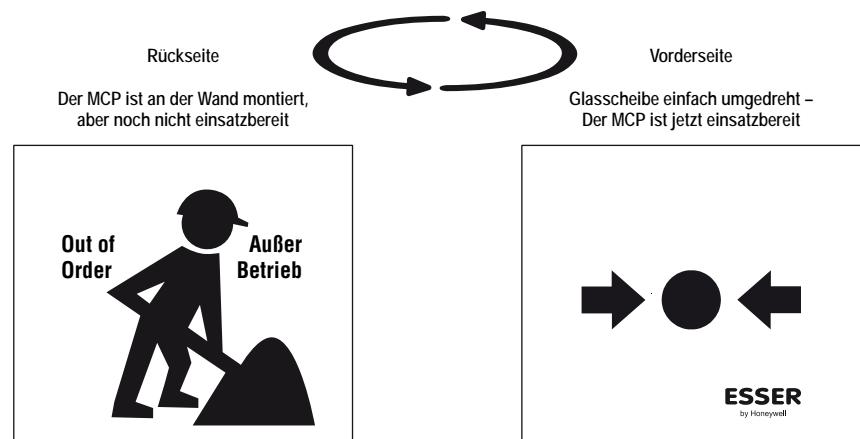 Rückseite
Der MCP ist an der Wand montiert,
aber noch nicht einsatzbereit
Out of
Order
Außer
Betrieb
Vorderseite
Glasscheibe einfach umgedreht –
Der MCP ist jetzt einsatzbereit
ESSER
by Honeywell